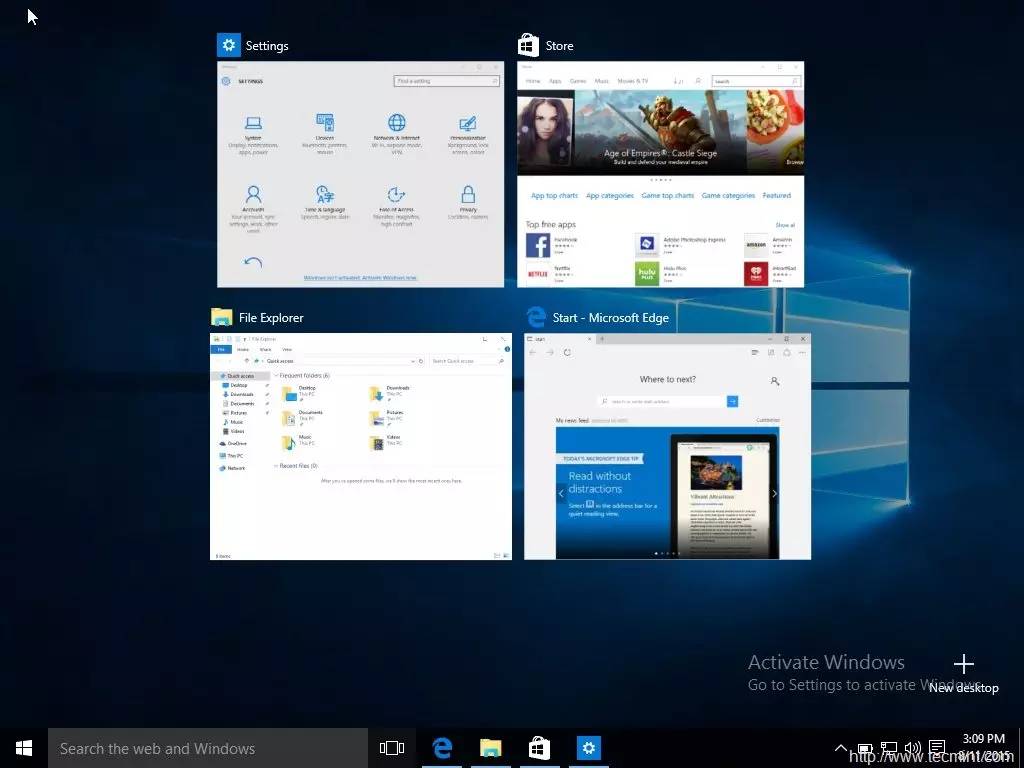 Settings
Store
SETTINGS
Find a setting
System
Display, notifications,
apps, power
Devices
Bluetooth, printers,
mouse
Network & Internet
Wi-Fi, airplane mode,
VPN
Personalization
Background, lock
screen, colors
Accounts
Your account, sync
settings, work, other
users
Time & language
Speech, region, date
Ease of Access
Narrator, magnifier,
high contrast
Privacy
Location, camera
Windows isn't activated. Activate Windows now.
Home Apps Games Music Movies & TV
Search
Age of Empires®: Castle Siege
Build and defend your medieval empire
App top charts App categories Game top charts Game categories Featured
Top free apps
Show all
Facebook
Adobe Photoshop Express
amazon
Amazon
NETFLIX
Netflix
hulu PLUS
Hulu Plus
iHeartRadio
File Explorer
Start - Microsoft Edge
File Explorer
File Home Share View
Quick access
Search Quick access
Quick access
Desktop
Downloads
Documents
Pictures
Music
Videos
OneDrive
This PC
Network
Frequent folders (6)
Desktop
This PC
Downloads
This PC
Documents
This PC
Pictures
This PC
Music
This PC
Videos
This PC
Recent files (0)
After you've opened some files, we'll show the most recent ones here.
Start
Where to next?
Search or enter web address
My news feed
Customize
TODAY'S MICROSOFT EDGE TIP
Read without
distractions
Select in the address bar for a
quiet reading view.
Vibrant Attractions
Activate Windows
Go to Settings to activate Windows.
New desktop
Search the web and Windows
3:09 PM
8/11/2015
http://www.tecmint.com